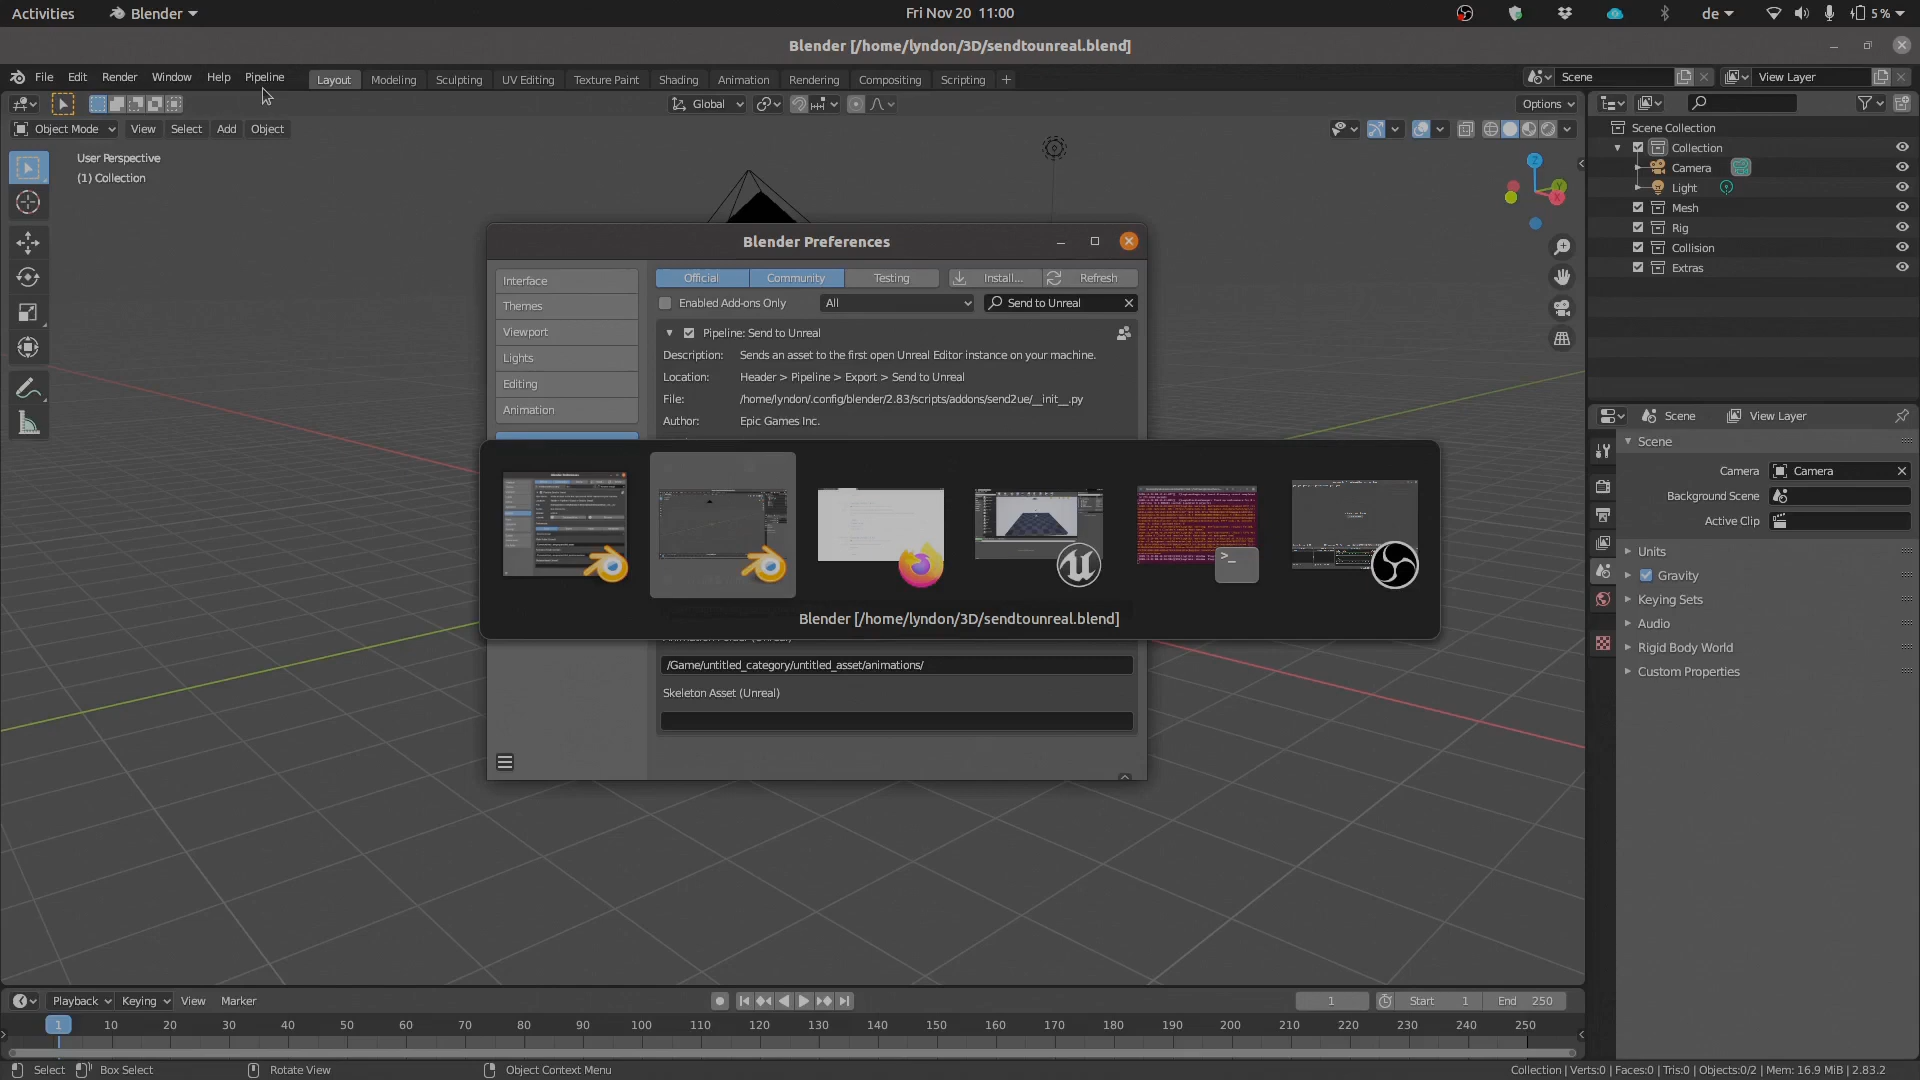 Activities
Blender
Fri Nov 20 11:00
de
5 %
Blender [/home/lyndon/3D/sendtounreal.blend]
File Edit Render Window Help Pipeline
Layout Modeling Sculpting UV Editing Texture Paint Shading Animation Rendering Compositing Scripting +
Scene
View Layer
Global
Options
Object Mode View Select Add Object
User Perspective
(1) Collection
Z
Y
X
Scene Collection
Collection
Camera
Light
Mesh
Rig
Collision
Extras
Blender Preferences
Interface
Themes
Viewport
Lights
Editing
Animation
Official Community Testing Install... Refresh
Enabled Add-ons Only All Send to Unreal
Pipeline: Send to Unreal
Description: Sends an asset to the first open Unreal Editor instance on your machine.
Location: Header > Pipeline > Export > Send to Unreal
File: /home/lyndon/.config/blender/2.83/scripts/addons/send2ue/__init__.py
Author: Epic Games Inc.
Blender [/home/lyndon/3D/sendtounreal.blend]
/Game/untitled_category/untitled_asset/animations/
Skeleton Asset (Unreal)
Scene View Layer
Scene
Camera Camera
Background Scene
Active Clip
Units
Gravity
Keying Sets
Audio
Rigid Body World
Custom Properties
Playback Keying View Marker
1 Start 1 End 250
1 10 20 30 40 50 60 70 80 90 100 110 120 130 140 150 160 170 180 190 200 210 220 230 240 250
Select Box Select Rotate View Object Context Menu
Collection | Verts:0 | Faces:0 | Tris:0 | Objects:0/2 | Mem: 16.9 MiB | 2.83.2